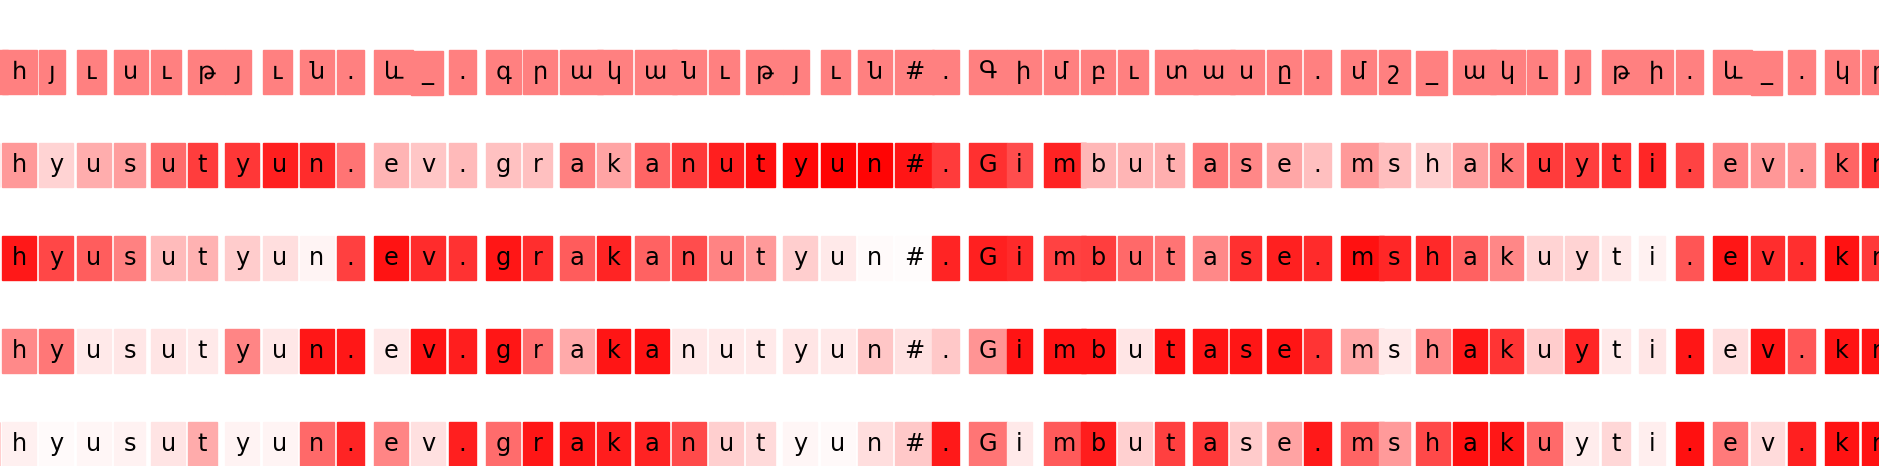 հ յ ւ ս ւ թ յ ւ ն . և _ . գ ր ա կ ա ն ւ թ յ ւ ն # . Գ ի մ բ ւ տ ա ս ը . մ շ _ ա կ ւ յ թ ի . և _ . կ ր
h y u s u t y u n . e v . g r a k a n u t y u n # . G i m b u t a s e . m s h a k u y t i . e v . k r
h y u s u t y u n . e v . g r a k a n u t y u n # . G i m b u t a s e . m s h a k u y t i . e v . k r
h y u s u t y u n . e v . g r a k a n u t y u n # . G i m b u t a s e . m s h a k u y t i . e v . k r
h y u s u t y u n . e v . g r a k a n u t y u n # . G i m b u t a s e . m s h a k u y t i . e v . k r